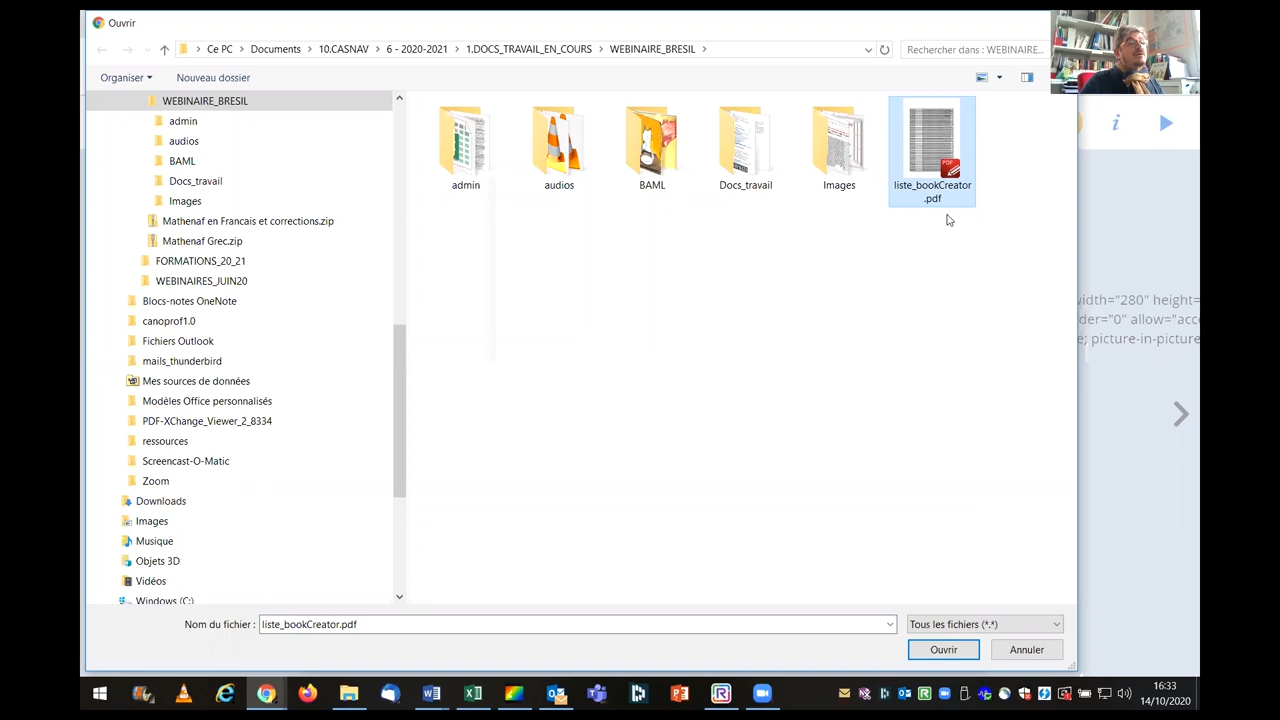 Ouvrir
Ce PC > Documents > 10.CASNAV > 6 - 2020-2021 > 1.DOCS_TRAVAIL_EN_COURS > WEBINAIRE_BRESIL >
Rechercher dans : WEBINAIRE...
Organiser
Nouveau dossier
WEBINAIRE_BRESIL
admin
audios
BAML
Docs_travail
Images
Mathenaf en Francais et corrections.zip
Mathenaf Grec.zip
FORMATIONS_20_21
WEBINAIRES_JUIN20
Blocs-notes OneNote
canoprof1.0
Fichiers Outlook
mails_thunderbird
Mes sources de données
Modèles Office personnalisés
PDF-XChange_Viewer_2_8334
ressources
Screencast-O-Matic
Zoom
Downloads
Images
Musique
Objets 3D
Vidéos
Windows (C:)
admin
audios
BAML
Docs_travail
Images
PDF
liste_bookCreator
.pdf
width="280" height=
der="0" allow="acce
e; picture-in-picture
Nom du fichier :
liste_bookCreator.pdf
Tous les fichiers (*.*)
Ouvrir
Annuler
16:33
14/10/2020